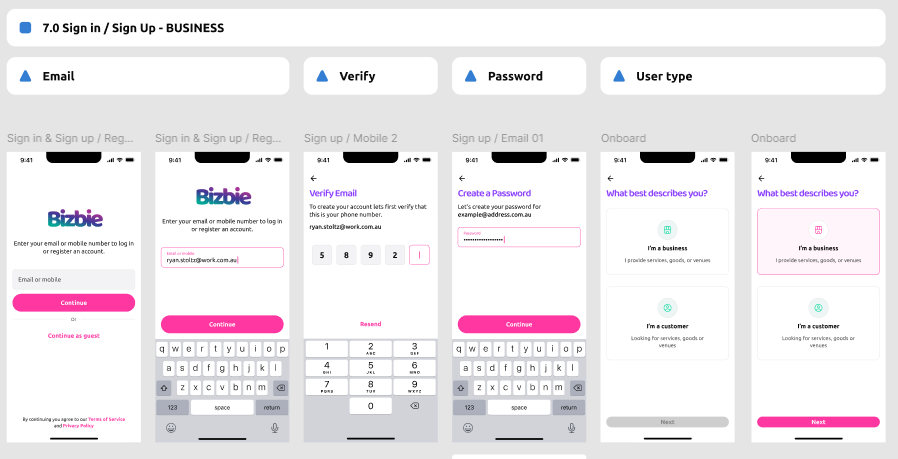 7.0 Sign in / Sign Up - BUSINESS
Email
Verify
Password
User type
Sign in & Sign up / Reg...
Sign in & Sign up / Reg...
Sign up / Mobile 2
Sign up / Email 01
Onboard
Onboard
9:41
Bizbie
Enter your email or mobile number to log in
or register an account.
Email or mobile
Continue
Or
Continue as guest
By continuing you agree to our Terms of Service
and Privacy Policy
9:41
Bizbie
Enter your email or mobile number to log in
or register an account.
Email or mobile
ryan.stoltz@work.com.au
Continue
q w e r t y u i o p
a s d f g h j k l
z x c v b n m
123 space return
9:41
Verify Email
To create your account lets first verify that
this is your phone number.
ryan.stoltz@work.com.au
5 8 9 2
Resend
1 2 3
ABC DEF
4 5 6
GHI JKL MNO
7 8 9
PQRS TUV WXYZ
0
9:41
Create a Password
Let's create your password for
example@address.com.au
Password
Continue
q w e r t y u i o p
a s d f g h j k l
z x c v b n m
123 space return
9:41
What best describes you?
I'm a business
I provide services, goods, or venues
I'm a customer
Looking for services, goods or
venues
Next
9:41
What best describes you?
I'm a business
I provide services, goods, or venues
I'm a customer
Looking for services, goods or
venues
Next